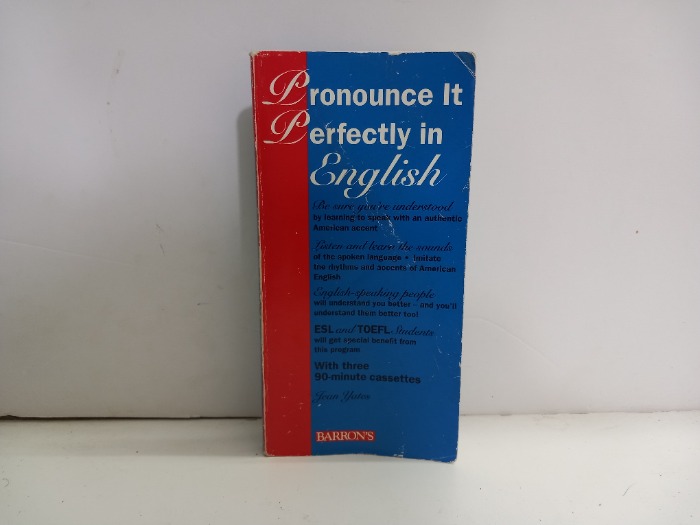 Pronounce It
Perfectly in
English
Be sure you're understood
by learning to speak with an authentic
American accent
Listen and learn the sounds
of the spoken language • imitate
the rhythms and accents of American
English
English-speaking people
will understand you better – and you'll
understand them better too!
ESL and TOEFL Students
will get special benefit from
this program
With three
90-minute cassettes
Jean Yates
BARRON'S